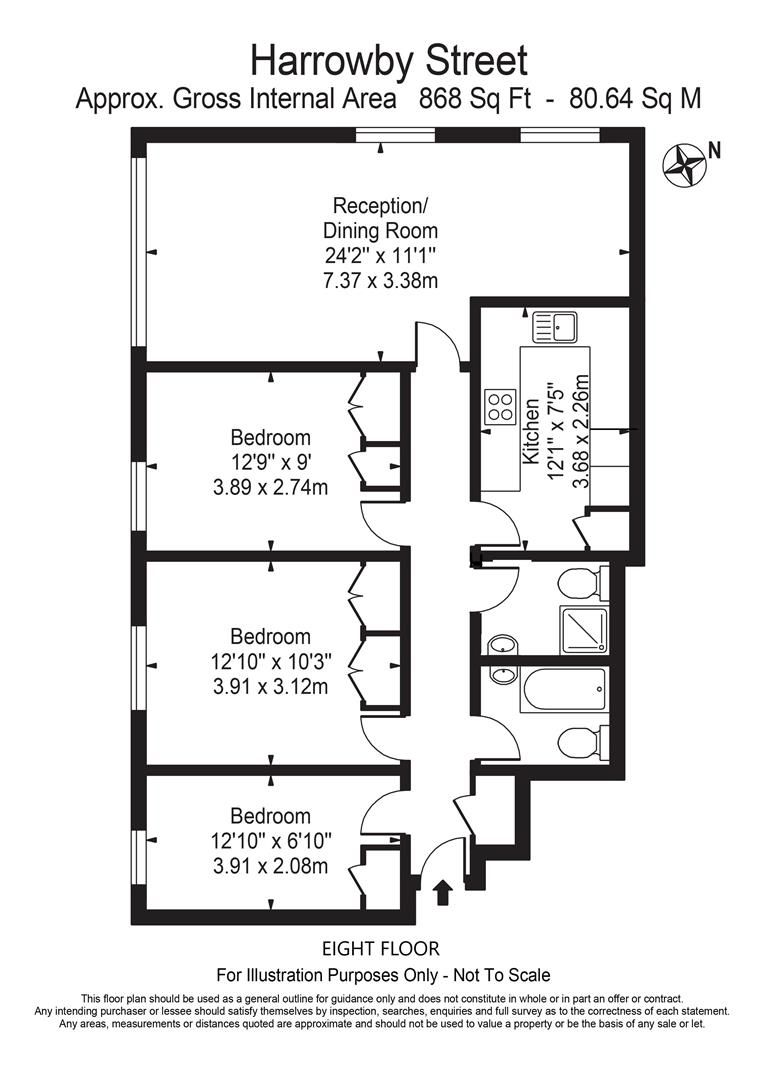 Harrowby Street
Approx. Gross Internal Area 868 Sq Ft - 80.64 Sq M
N
Reception/
Dining Room
24'2" x 11'1"
7.37 x 3.38m
Kitchen
12'1" x 7'5"
3.68 x 2.26m
Bedroom
12'9" x 9'
3.89 x 2.74m
Bedroom
12'10" x 10'3"
3.91 x 3.12m
Bedroom
12'10" x 6'10"
3.91 x 2.08m
EIGHT FLOOR
For Illustration Purposes Only - Not To Scale
This floor plan should be used as a general outline for guidance only and does not constitute in whole or in part an offer or contract.
Any intending purchaser or lessee should satisfy themselves by inspection, searches, enquiries and full survey as to the correctness of each statement.
Any areas, measurements or distances quoted are approximate and should not be used to value a property or be the basis of any sale or let.